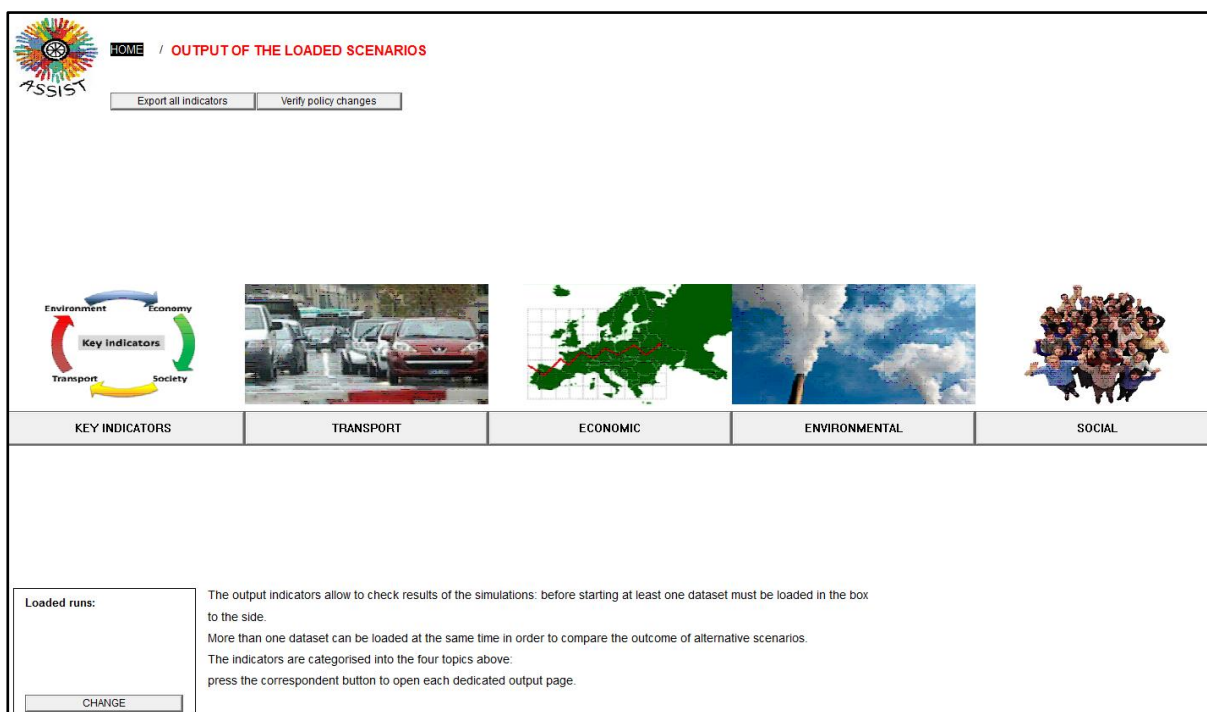 ASSIST
HOME / OUTPUT OF THE LOADED SCENARIOS
Export all indicators Verify policy changes
Environment Economy
Key indicators
Transport Society
KEY INDICATORS TRANSPORT ECONOMIC ENVIRONMENTAL SOCIAL
Loaded runs:
CHANGE
The output indicators allow to check results of the simulations: before starting at least one dataset must be loaded in the box
to the side.
More than one dataset can be loaded at the same time in order to compare the outcome of alternative scenarios.
The indicators are categorised into the four topics above:
press the correspondent button to open each dedicated output page.